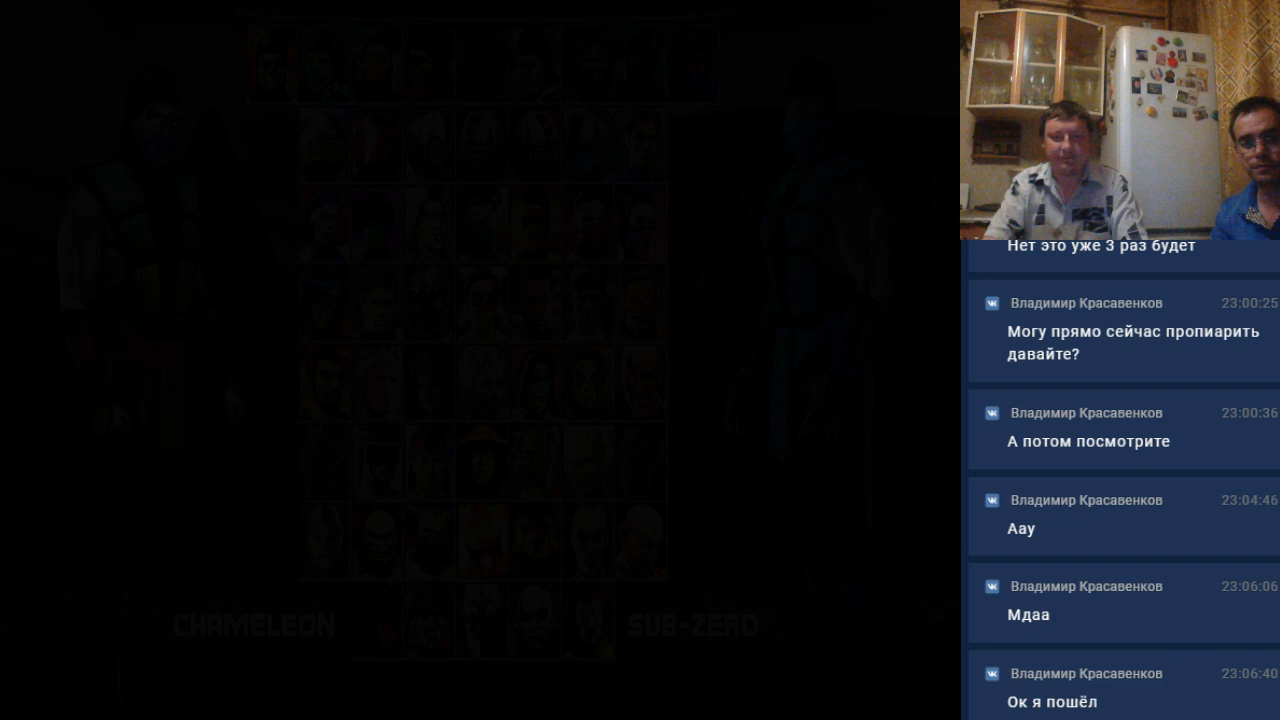 CHAMELEON
SUB-ZERO
Нет это уже 3 раз будет
Владимир Красавенков 23:00:25
Могу прямо сейчас пропиарить
давайте?
Владимир Красавенков 23:00:36
А потом посмотрите
Владимир Красавенков 23:04:46
Аау
Владимир Красавенков 23:06:06
Мдаа
Владимир Красавенков 23:06:40
Ок я пошёл